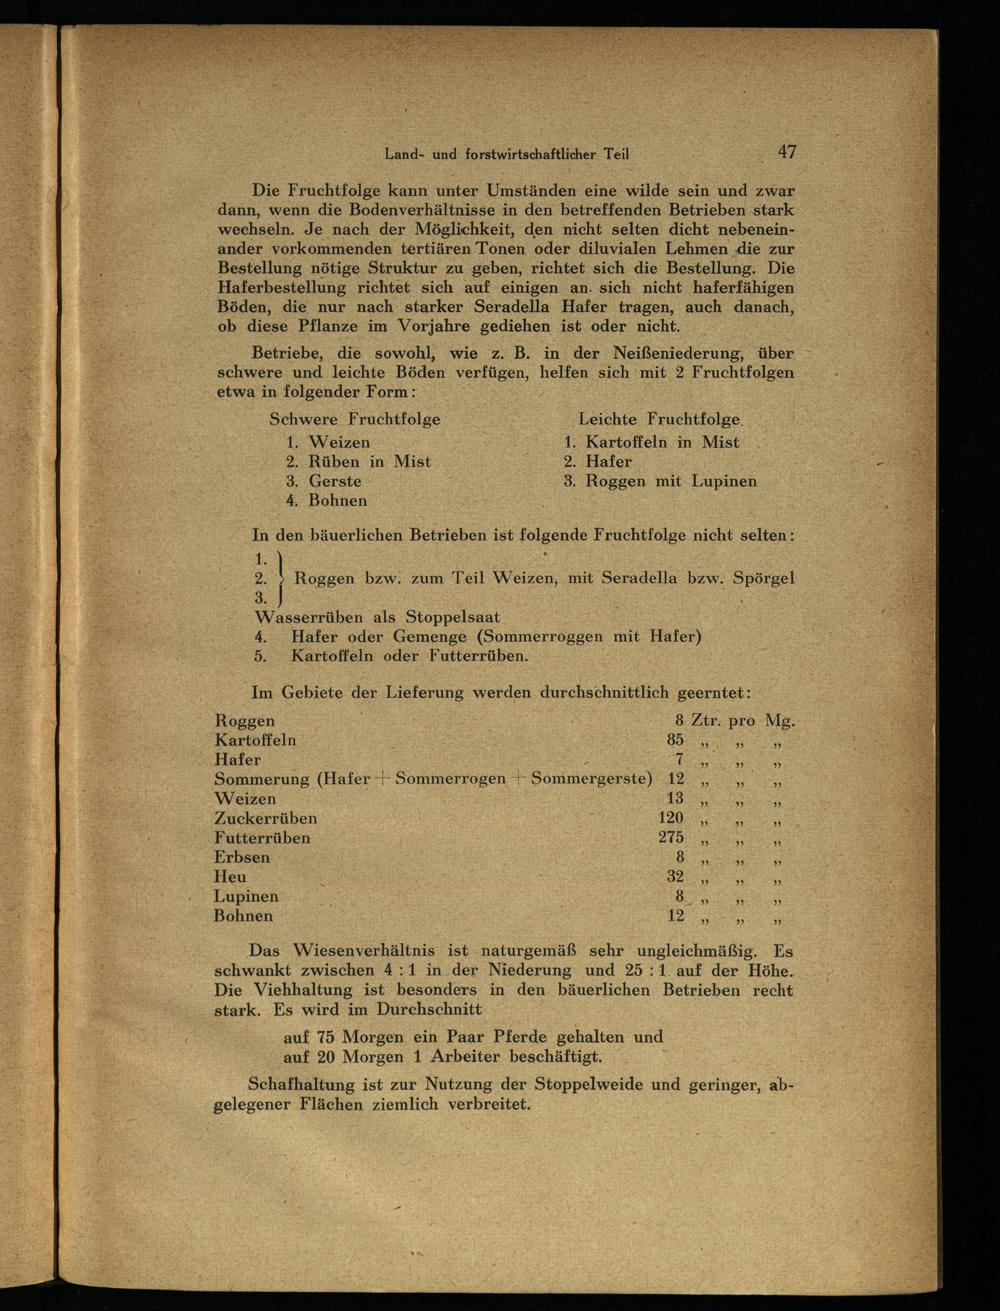 Land- und forstwirtschaftlicher Teil 47
Die Fruchtfolge kann unter Umständen eine wilde sein und zwar
dann, wenn die Bodenverhältnisse in den betreffenden Betrieben stark
wechseln. Je nach der Möglichkeit, den nicht selten dicht nebenein-
ander vorkommenden tertiären Tonen oder diluvialen Lehmen die zur
Bestellung nötige Struktur zu geben, richtet sich die Bestellung. Die
Haferbestellung richtet sich auf einigen an sich nicht haferfähigen
Böden, die nur nach starker Seradella Hafer tragen, auch danach,
ob diese Pflanze im Vorjahre gediehen ist oder nicht.
Betriebe, die sowohl, wie z. B. in der Neißeniederung, über
schwere und leichte Böden verfügen, helfen sich mit 2 Fruchtfolgen
etwa in folgender Form:
Schwere Fruchtfolge
1. Weizen
2. Rüben in Mist
3. Gerste
4. Bohnen
Leichte Fruchtfolge
1. Kartoffeln in Mist
2. Hafer
3. Roggen mit Lupinen
In den bäuerlichen Betrieben ist folgende Fruchtfolge nicht selten:
1.
2. } Roggen bzw. zum Teil Weizen, mit Seradella bzw. Spörgel
3.
Wasserrüben als Stoppelsaat
4. Hafer oder Gemenge (Sommerroggen mit Hafer)
5. Kartoffeln oder Futterrüben.
Im Gebiete der Lieferung werden durchschnittlich geerntet:
Roggen 8 Ztr. pro Mg.
Kartoffeln 85 „ „ „
Hafer 7 „ „ „
Sommerung (Hafer + Sommerrogen + Sommergerste) 12 „ „ „
Weizen 13 „ „ „
Zuckerrüben 120 „ „ „
Futterrüben 275 „ „ „
Erbsen 8 „ „ „
Heu 32 „ „ „
Lupinen 8 „ „ „
Bohnen 12 „ „ „
Das Wiesenverhältnis ist naturgemäß sehr ungleichmäßig. Es
schwankt zwischen 4 : 1 in der Niederung und 25 : 1 auf der Höhe.
Die Viehhaltung ist besonders in den bäuerlichen Betrieben recht
stark. Es wird im Durchschnitt
auf 75 Morgen ein Paar Pferde gehalten und
auf 20 Morgen 1 Arbeiter beschäftigt.
Schafhaltung ist zur Nutzung der Stoppelweide und geringer, ab-
gelegener Flächen ziemlich verbreitet.